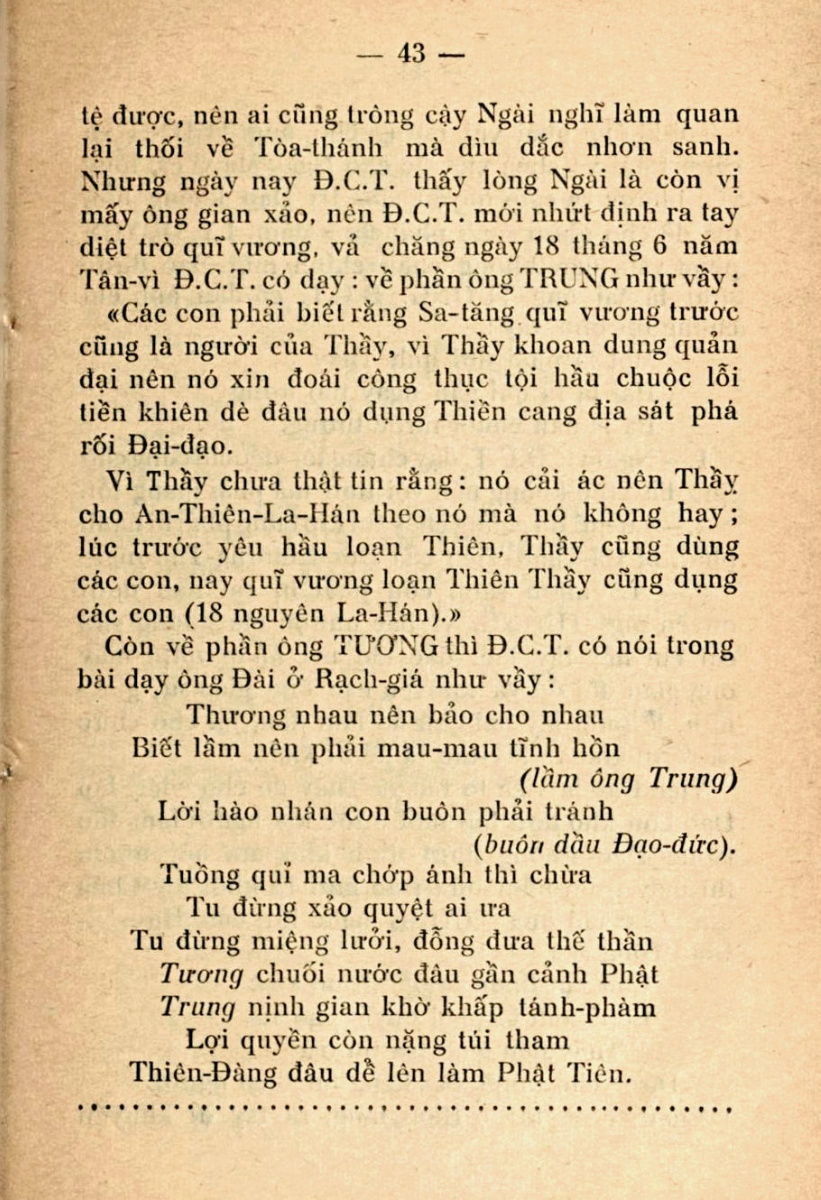 — 43 —
tệ được, nên ai cũng trông cậy Ngài nghĩ làm quan
lại thối về Tòa-thánh mà dìu dắc nhơn sanh.
Nhưng ngày nay Đ.C.T. thấy lòng Ngài là còn vị
mấy ông gian xảo, nên Đ.C.T. mới nhứt định ra tay
diệt trò quĩ vương, vả chăng ngày 18 tháng 6 năm
Tân-vì Đ.C.T. có dạy : về phần ông TRUNG như vầy :
«Các con phải biết rằng Sa-tăng quĩ vương trước
cũng là người của Thầy, vì Thầy khoan dung quản
đại nên nó xin đoái công thục tội hầu chuộc lỗi
tiền khiên dè đâu nó dụng Thiền cang địa sát phá
rối Đại-đạo.
Vì Thầy chưa thật tin rằng : nó cải ác nên Thầy
cho An-Thiên-La-Hán theo nó mà nó không hay ;
lúc trước yêu hầu loạn Thiên, Thầy cũng dùng
các con, nay quĩ vương loạn Thiên Thầy cũng dụng
các con (18 nguyên La-Hán).»
Còn về phần ông TƯƠNG thì Đ.C.T. có nói trong
bài dạy ông Đài ở Rạch-giá như vầy :
Thương nhau nên bảo cho nhau
Biết lầm nên phải mau-mau tĩnh hồn
(lầm ông Trung)
Lời hào nhán con buôn phải tránh
(buôn dầu Đạo-đức).
Tuồng quỉ ma chớp ảnh thì chừa
Tu đừng xảo quyệt ai ưa
Tu đừng miệng lưởi, đỗng đưa thế thần
Tương chuối nước đâu gần cảnh Phật
Trung nịnh gian khờ khấp tánh-phàm
Lợi quyền còn nặng túi tham
Thiên-Đàng đâu dể lên làm Phật Tiên.